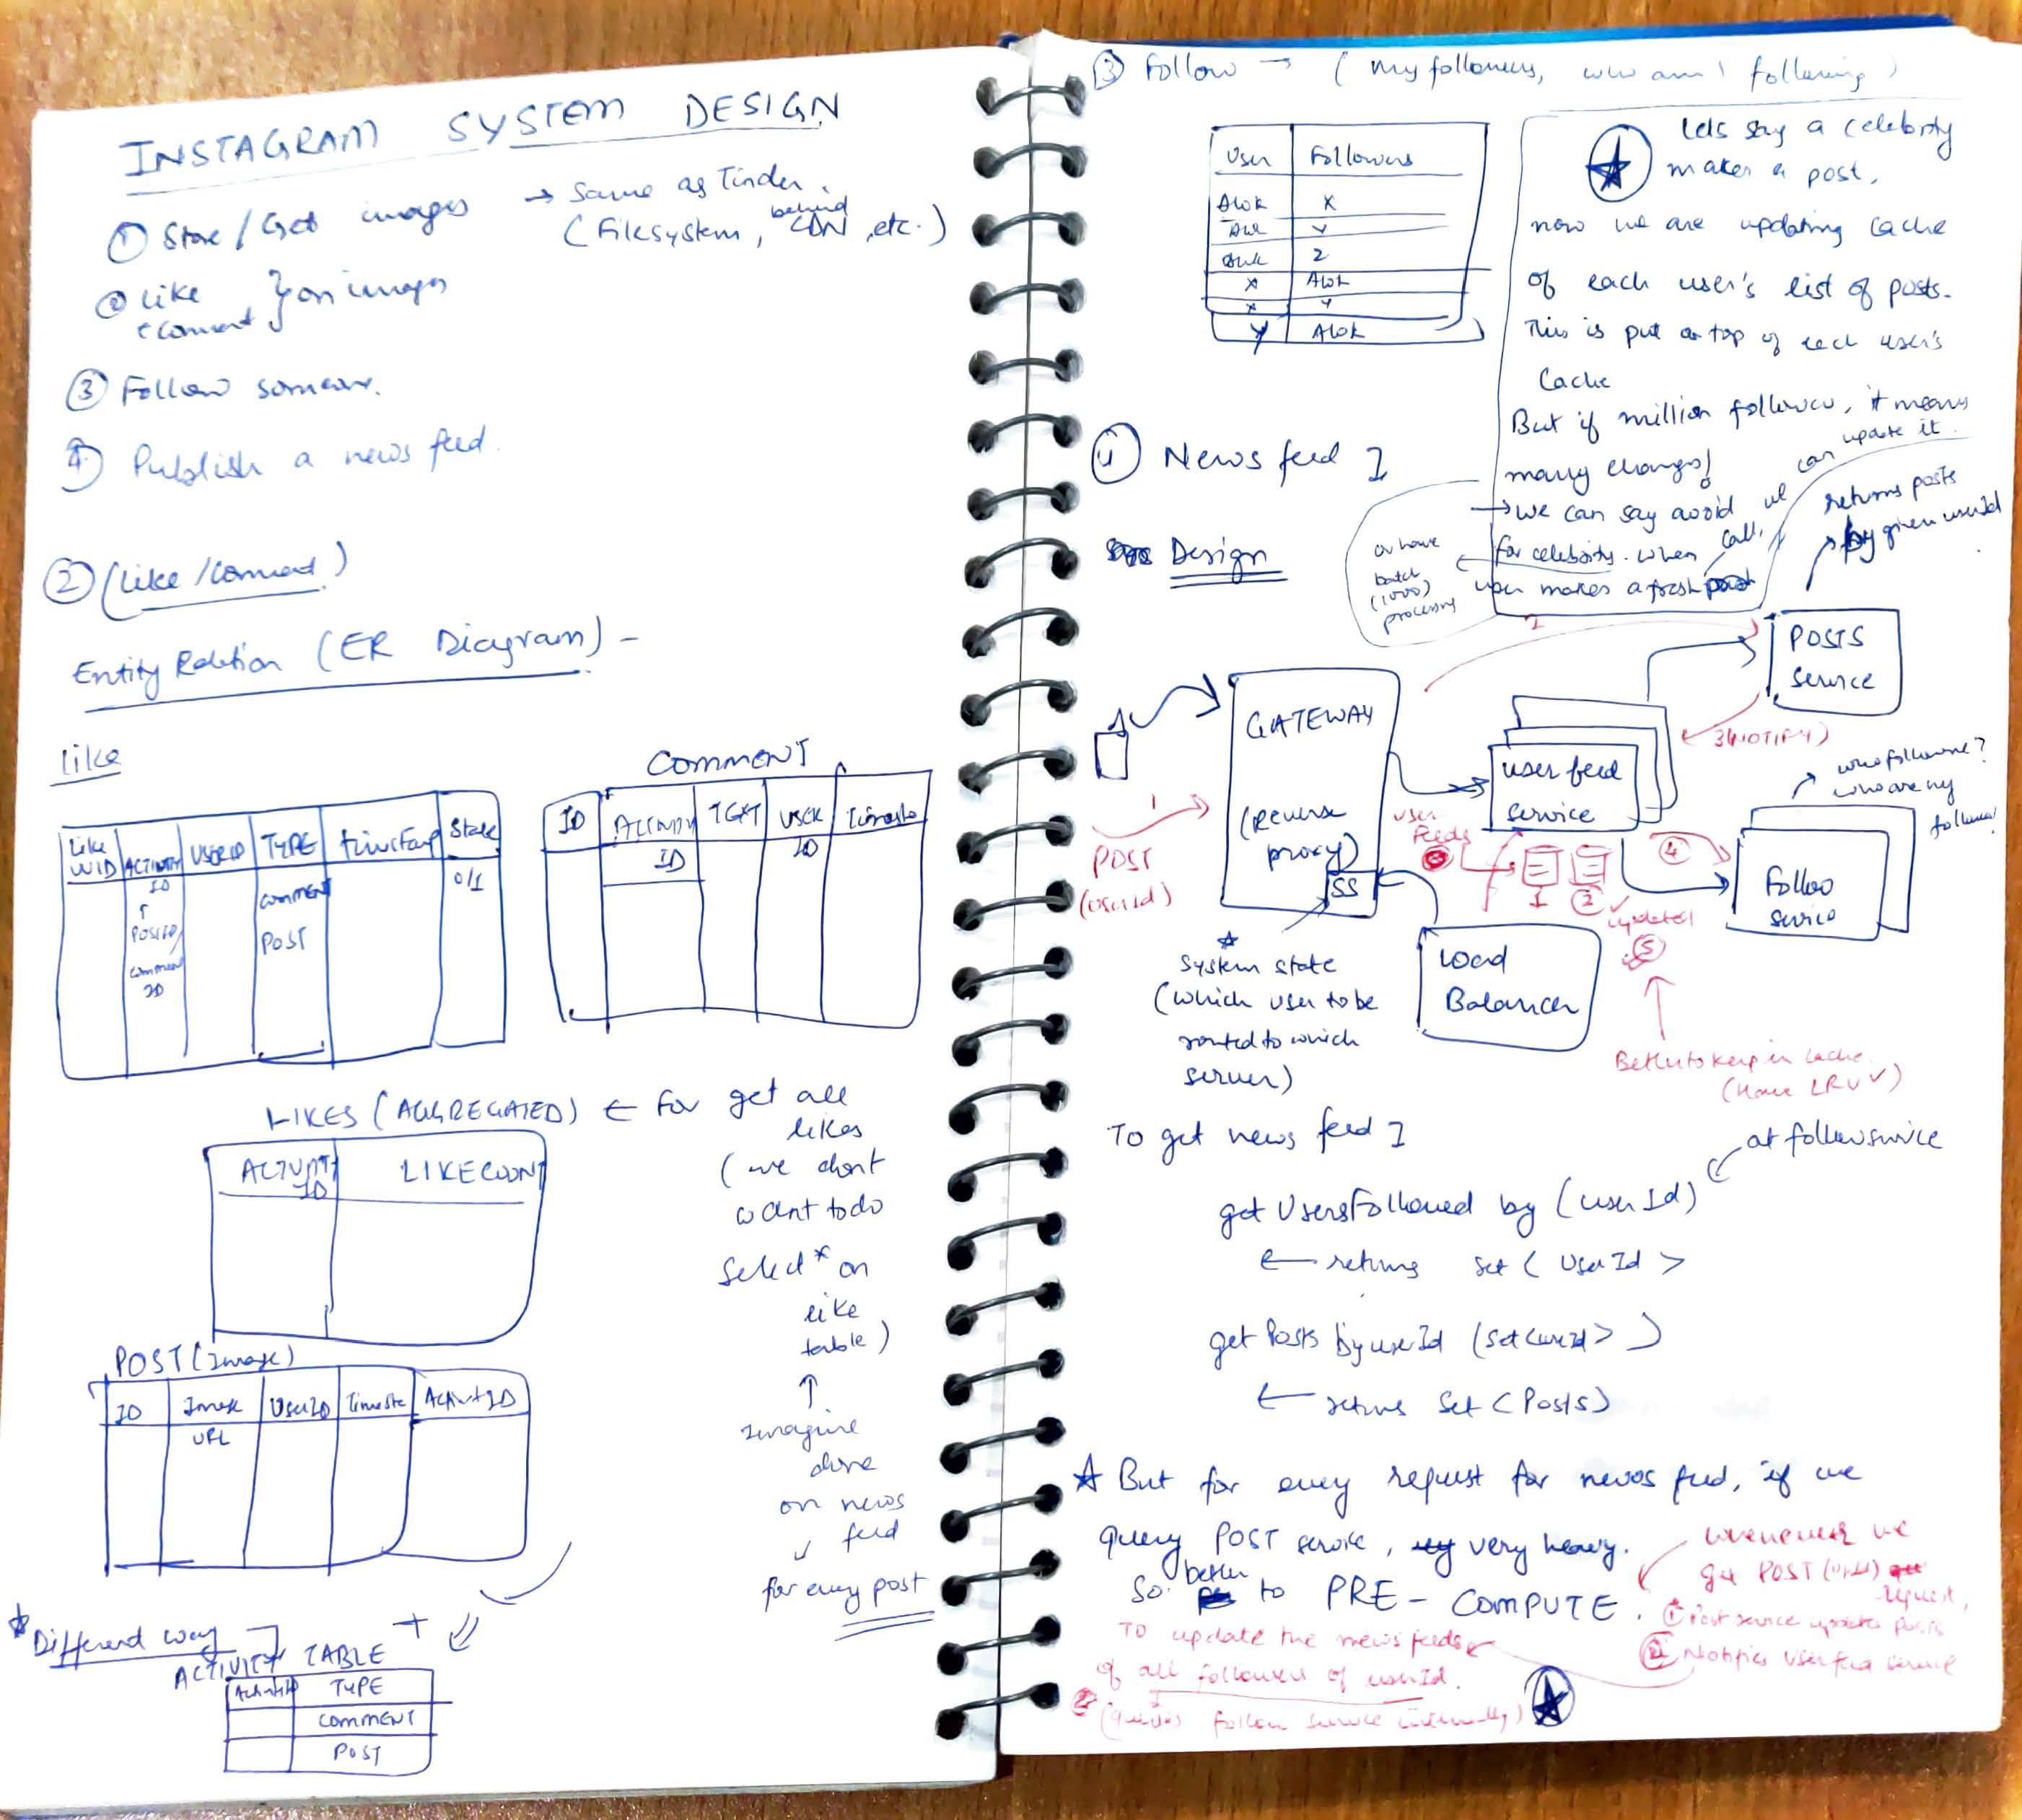 INSTAGRAM SYSTEM DESIGN
① Store / Get images → Same as Tinder.
(Filesystem, behind CDN, etc.)
② Like
comment } on images
③ Follow someone.
④ Publish a news feed.
② (Like / comment)
Entity Relation (ER Diagram) -
Like
Like UID | ACTIVITY ID | USER ID | TYPE | timestamp | State
↑ | COMMENT | 0/1
POST ID/ | POST
comment
ID
COMMENT
ID | ACTIVITY ID | TEXT | USER ID
LIKES (AGGREGATED) ← For get all
likes
(we dont
want to do
select * on
like
table)
↑
Imagine
done
on news
feed
↓
for every post
ACTIVITY ID | LIKECOUNT
POST (Image)
ID | Image URL | UserID | ActivityID
* Different way
ACTIVITY TABLE +
ActivityID | TYPE
COMMENT
POST
③ Follow → (my followers, who am I following)
User | Followers
Alok | X
Alok | Y
Alok | Z
X | Alok
X | Y
Y | Alok
Lets say a celebrity
makes a post,
now we are updating cache
of each user's list of posts.
This is put on top of each user's
Cache
But if million follower, it means
many changes!
→ We can say avoid
for celebrity. When
user makes a fresh
call, we can update it.
or have
batch
(1000)
processing
④ News feed ]
Design
returns posts
by given userId
POSTS
Service
GATEWAY
(Reverse
proxy)
SS
user feed
service
3 (NOTIFY)
1
POST
(userId)
2
user
Feeds
1
2
④
updated
⑤
who follow me?
who are my
Follow
service
* System state
(which user to be
routed to which
server)
Load
Balancer
Better to keep in cache
(Have LRU ✓)
To get news feed ]
get UsersFollowed by (userId)
at follow service
← returns set < UserId >
get Posts by userId (set<userId>)
← returns Set (Posts)
☆ But for every request for news feed, if we
query POST service, very heavy.
So better to PRE - COMPUTE.
whenever we
get POST (userId)
request,
① Post service updates Posts
② Notifies User feed service
To update the news feeds
of all followers of userId.
(queries follow service internally)